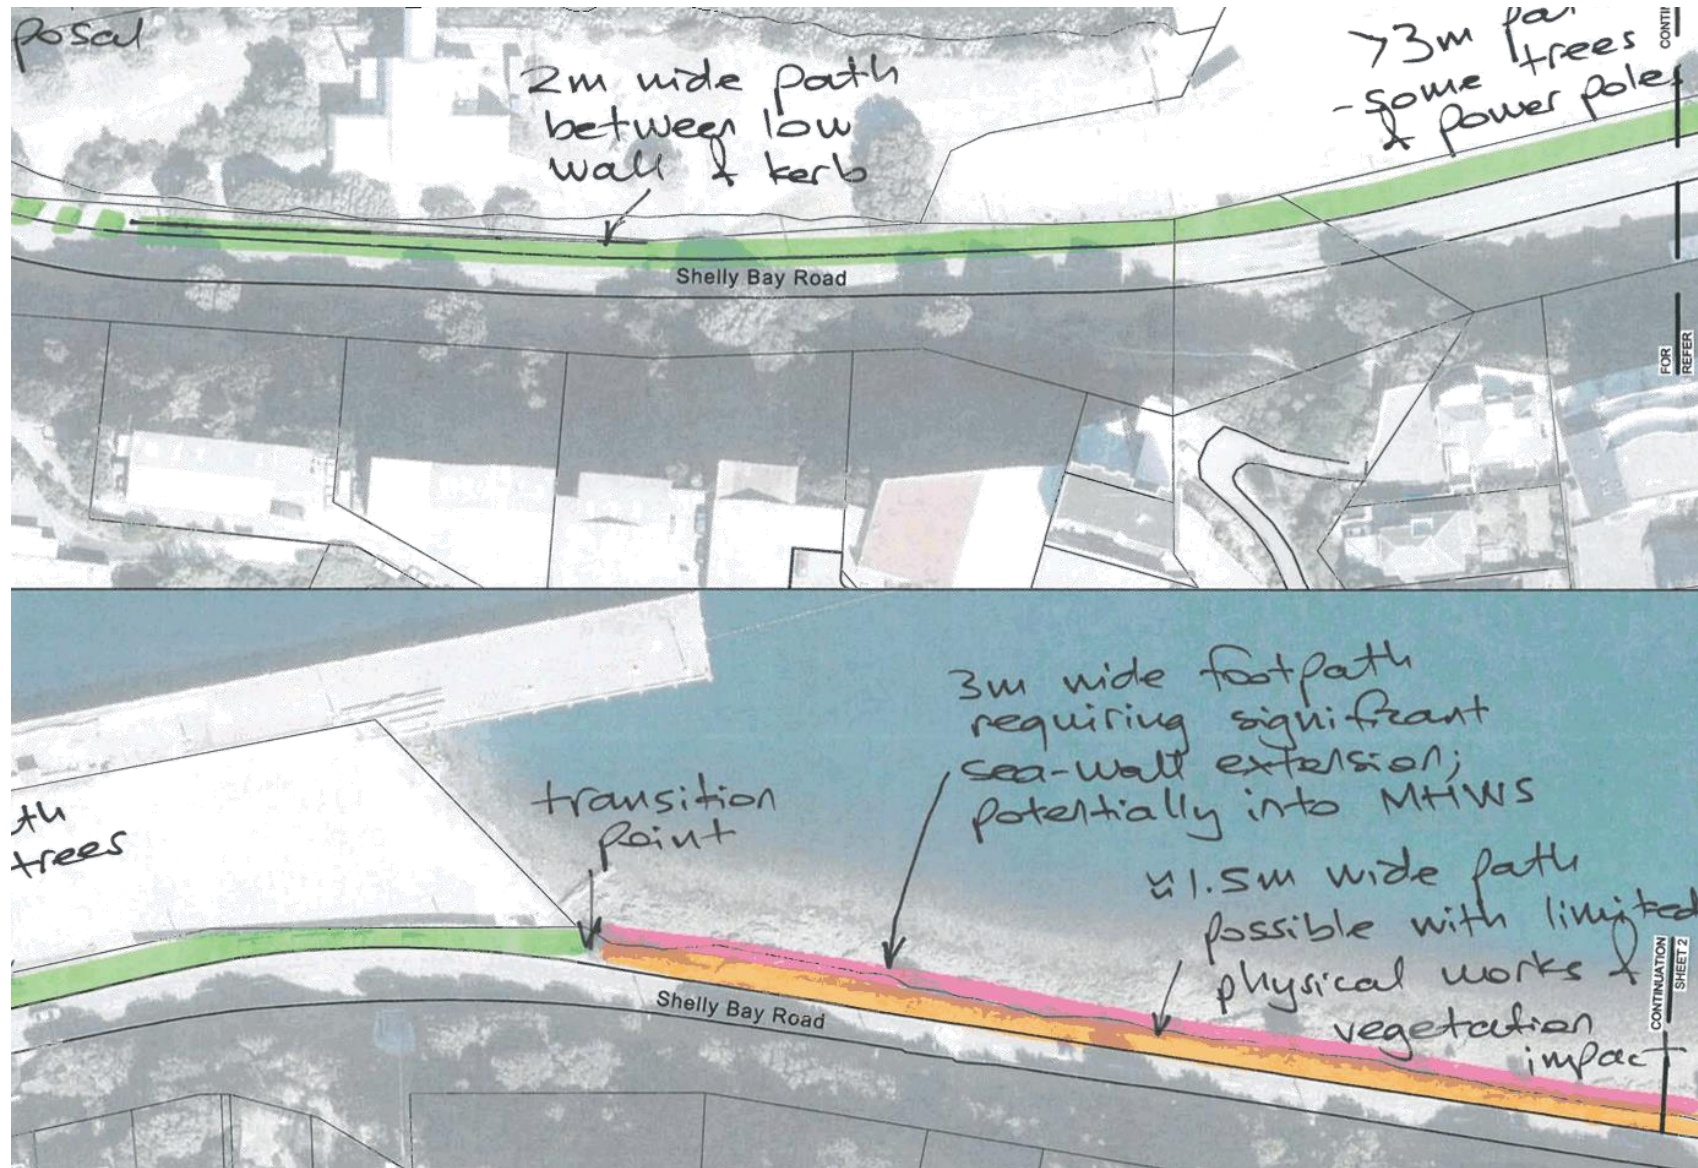 posal
2m wide path
between low
wall & kerb
>3m
-some trees
& power poles
CONTI
Shelly Bay Road
FOR
REFER
3m wide footpath
requiring significant
sea-wall extension;
potentially into MHWS
transition
point
th
trees
≈1.5m wide path
possible with limited
physical works &
vegetation
impact
Shelly Bay Road
CONTINUATION
SHEET 2